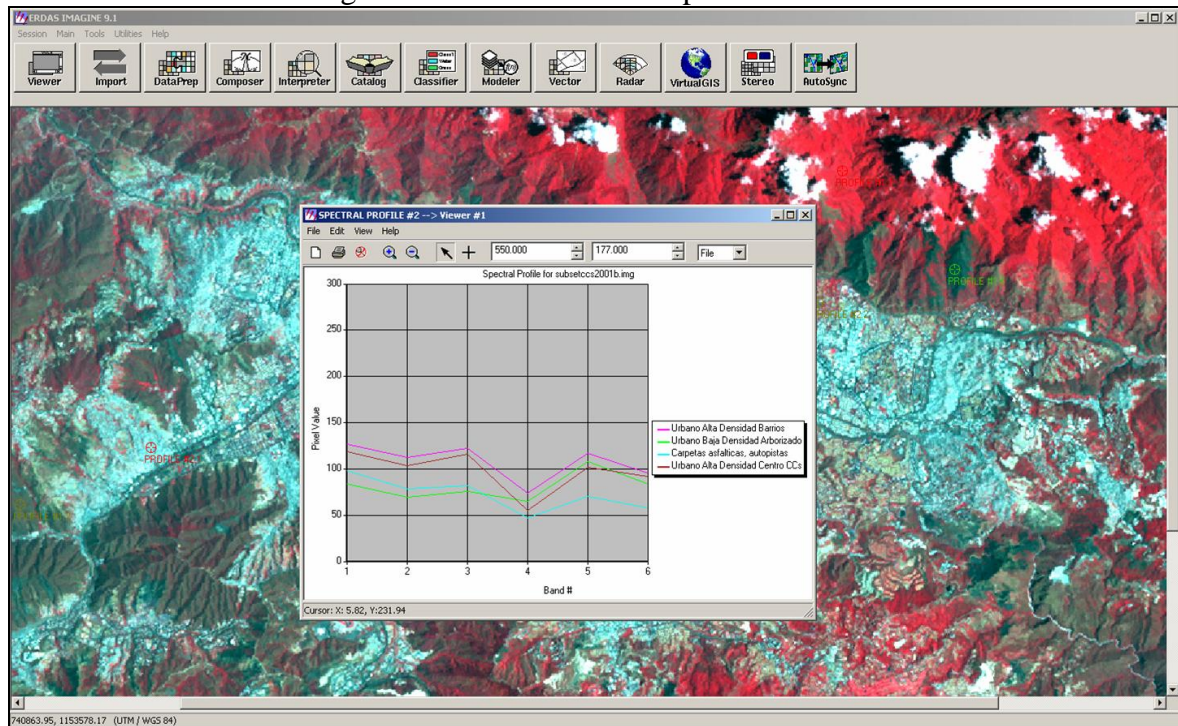 ERDAS IMAGINE 9.1
Session Main Tools Utilities Help
Viewer Import DataPrep Composer Interpreter Catalog Classifier Modeler Vector Radar VirtualGIS Stereo AutoSync
SPECTRAL PROFILE #2 --> Viewer #1
File Edit View Help
550.000 177.000 File
Spectral Profile for subsetccs2001b.img
300
250
200
150
100
50
0
Pixel Value
1 2 3 4 5 6
Band #
Urbano Alta Densidad Barrios
Urbano Baja Densidad Arborizado
Carpetas asfálticas, autopistas
Urbano Alta Densidad Centro CCs
Cursor: X: 5.82, Y:231.94
740863.95, 1153578.17 (UTM / WGS 84)